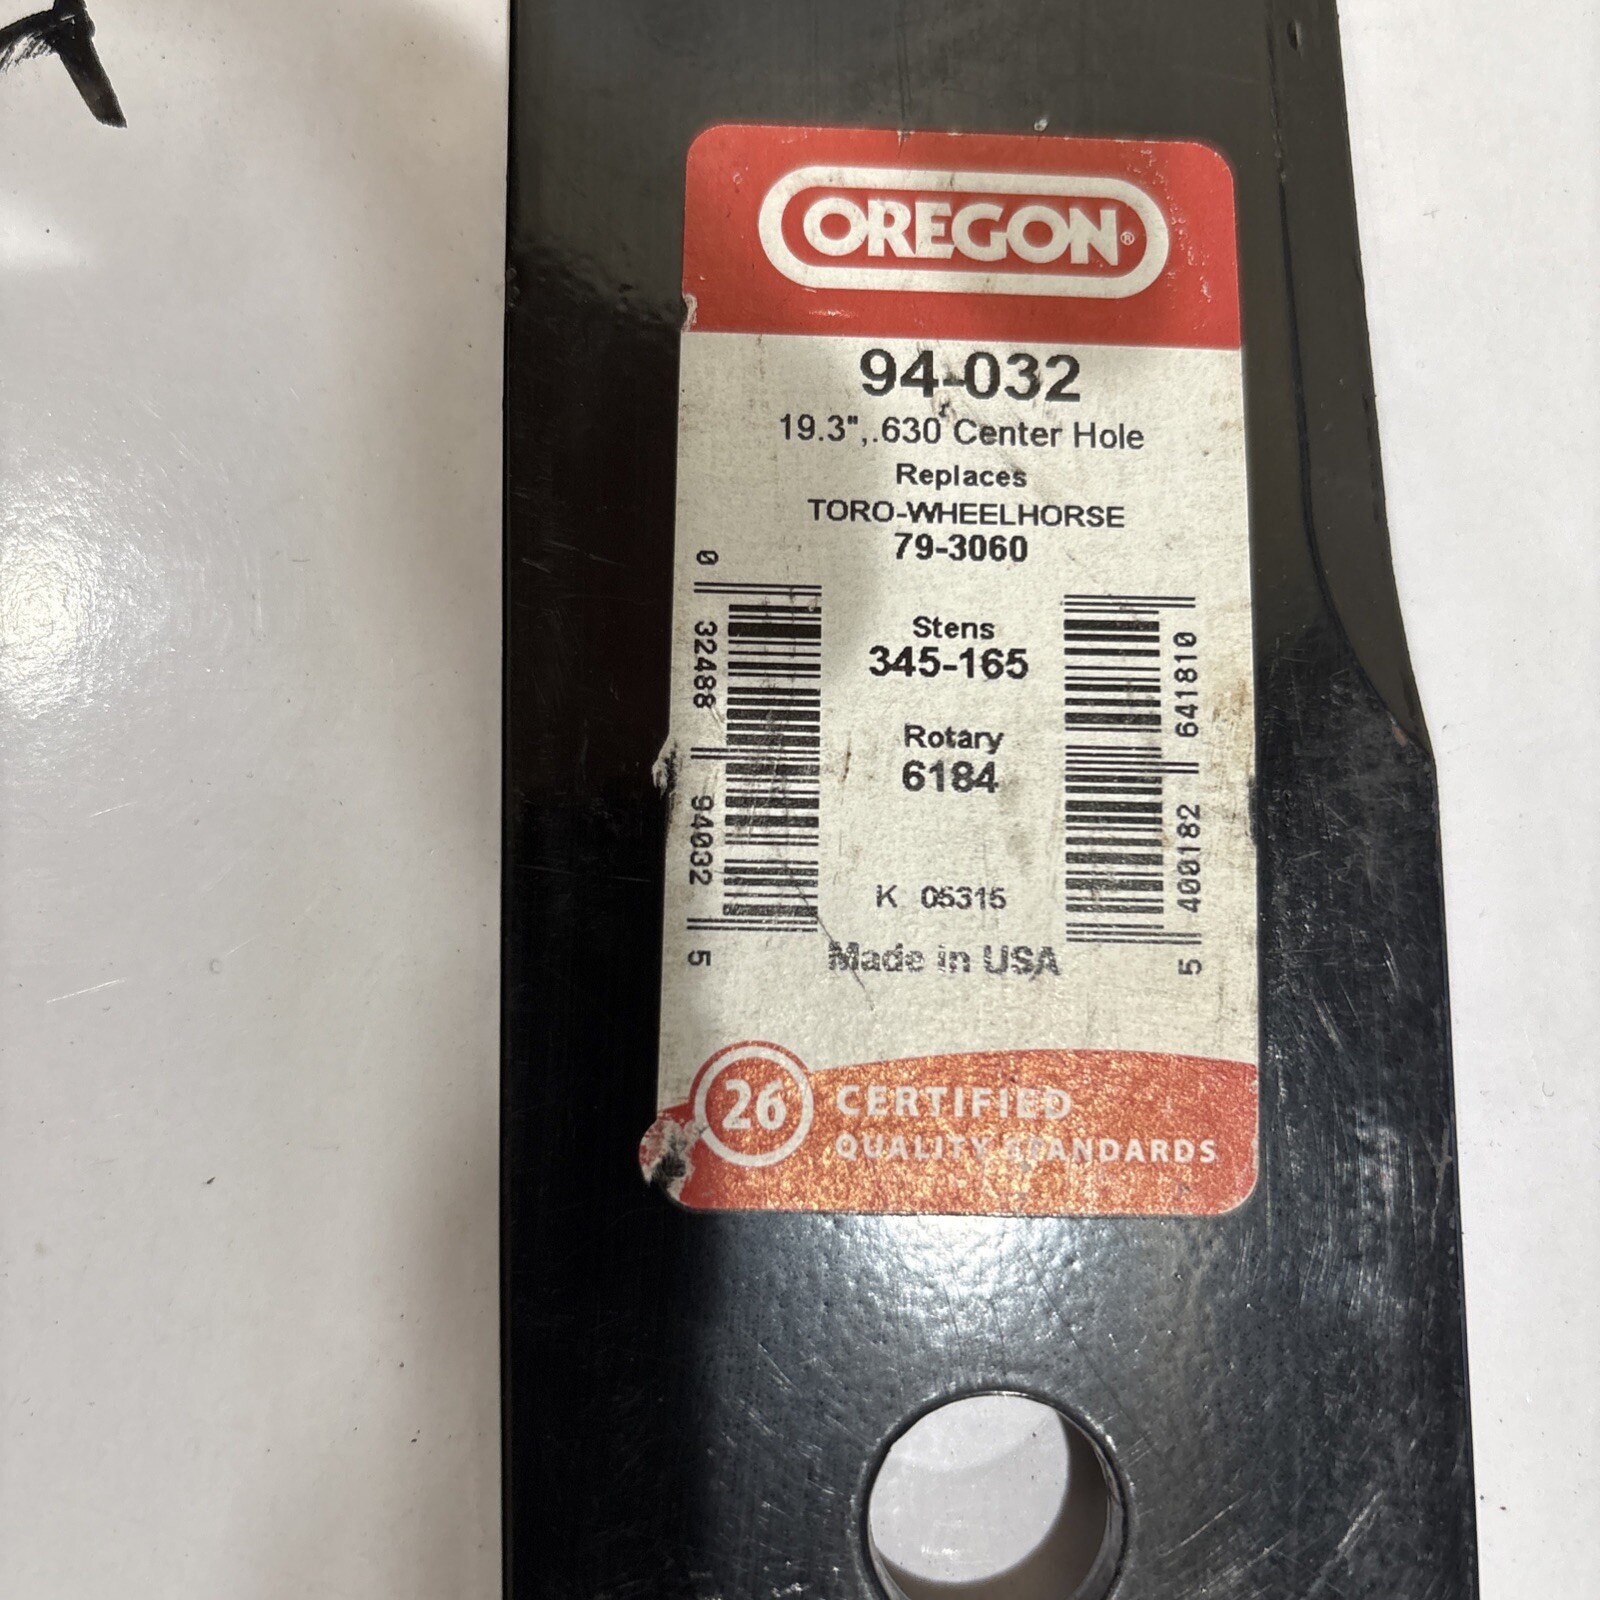 OREGON®
94-032
19.3",.630 Center Hole
Replaces
TORO-WHEELHORSE
79-3060
Stens
345-165
Rotary
6184
K 05315
Made in USA
0 32488 94032 5
5 400182 641810
26 CERTIFIED
QUALITY STANDARDS